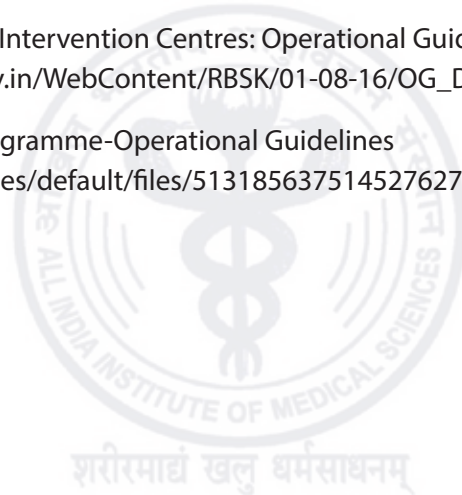 Intervention Centres: Operational Guid
.in/WebContent/RBSK/01-08-16/OG_D
gramme-Operational Guidelines
es/default/files/513185637514527627
ALL INDIA INSTITUTE OF MEDICAL SCIENCES
शरीरमाद्यं खलु धर्मसाधनम्